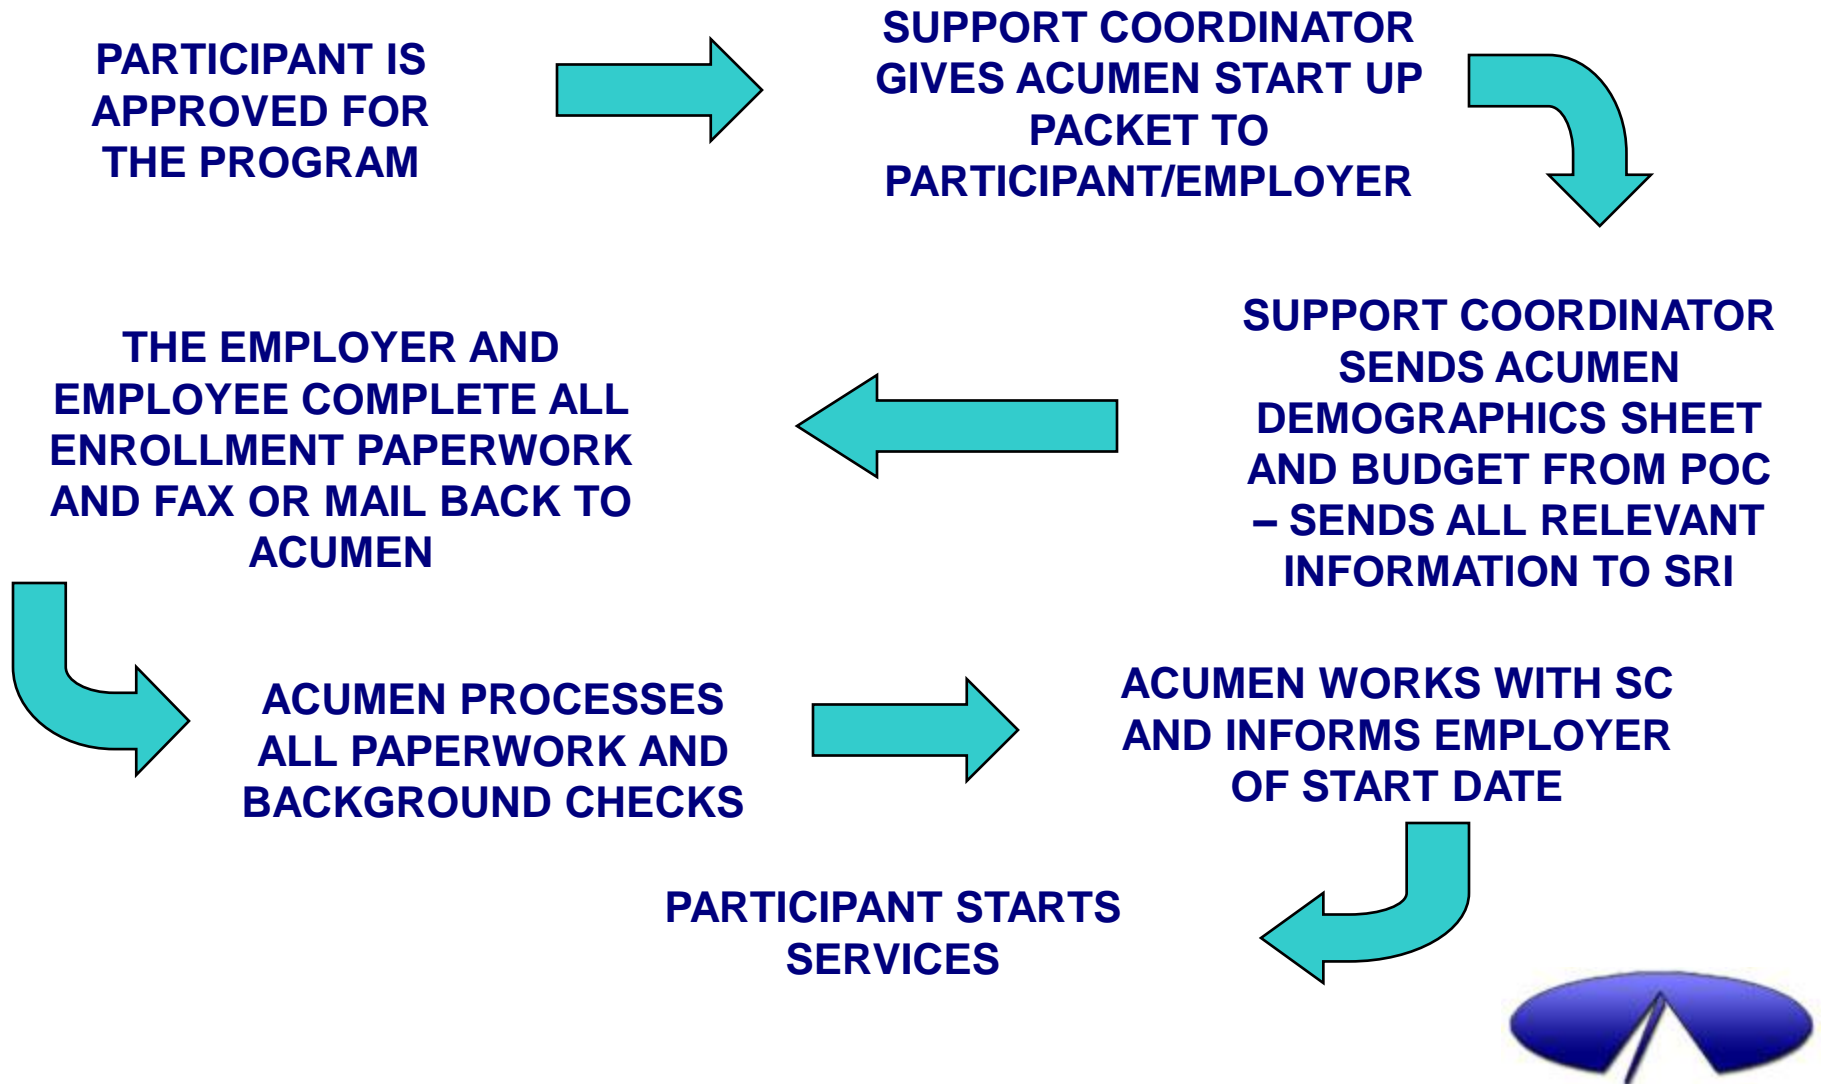 PARTICIPANT IS
APPROVED FOR
THE PROGRAM
SUPPORT COORDINATOR
GIVES ACUMEN START UP
PACKET TO
PARTICIPANT/EMPLOYER
SUPPORT COORDINATOR
SENDS ACUMEN
DEMOGRAPHICS SHEET
AND BUDGET FROM POC
– SENDS ALL RELEVANT
INFORMATION TO SRI
THE EMPLOYER AND
EMPLOYEE COMPLETE ALL
ENROLLMENT PAPERWORK
AND FAX OR MAIL BACK TO
ACUMEN
ACUMEN PROCESSES
ALL PAPERWORK AND
BACKGROUND CHECKS
ACUMEN WORKS WITH SC
AND INFORMS EMPLOYER
OF START DATE
PARTICIPANT STARTS
SERVICES